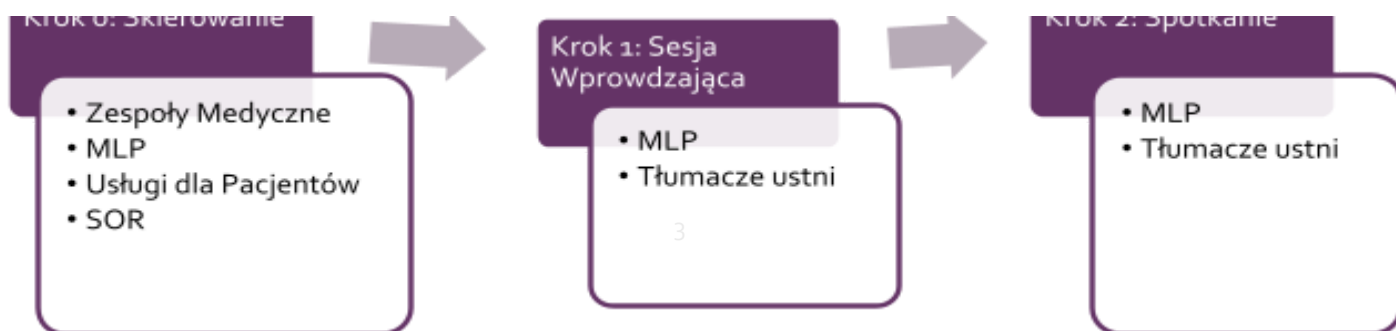 Krok 0: Skierowanie
• Zespoły Medyczne
• MLP
• Usługi dla Pacjentów
• SOR
Krok 1: Sesja
Wprowadzająca
• MLP
• Tłumacze ustni
3
Krok 2: Spotkanie
• MLP
• Tłumacze ustni